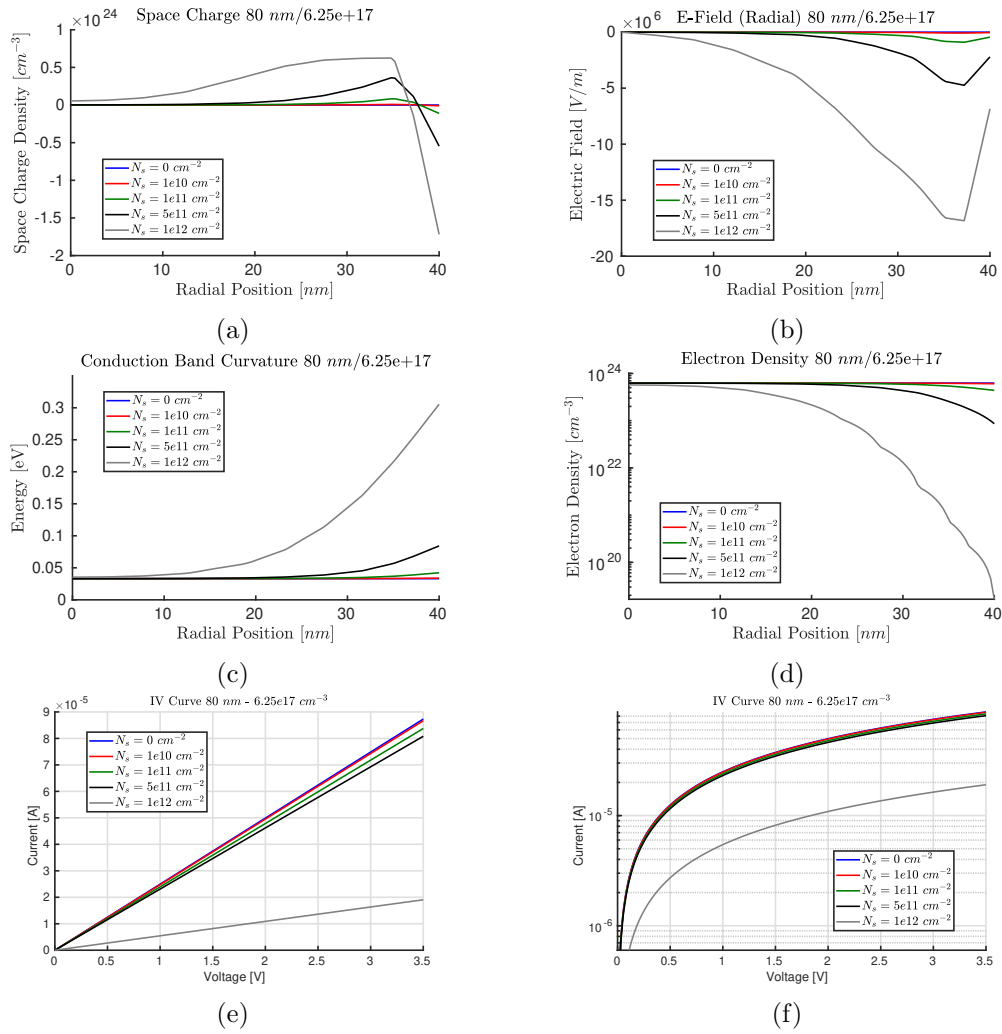 Space Charge 80 nm/6.25e+17
×10^24
1
0.5
0
-0.5
-1
-1.5
-2
Space Charge Density [cm^-3]
N_s = 0 cm^-2
N_s = 1e10 cm^-2
N_s = 1e11 cm^-2
N_s = 5e11 cm^-2
N_s = 1e12 cm^-2
0 10 20 30 40
Radial Position [nm]
(a)
E-Field (Radial) 80 nm/6.25e+17
×10^6
0
-5
-10
-15
-20
Electric Field [V/m]
N_s = 0 cm^-2
N_s = 1e10 cm^-2
N_s = 1e11 cm^-2
N_s = 5e11 cm^-2
N_s = 1e12 cm^-2
0 10 20 30 40
Radial Position [nm]
(b)
Conduction Band Curvature 80 nm/6.25e+17
0.3
0.25
0.2
0.15
0.1
0.05
0
Energy [eV]
N_s = 0 cm^-2
N_s = 1e10 cm^-2
N_s = 1e11 cm^-2
N_s = 5e11 cm^-2
N_s = 1e12 cm^-2
0 10 20 30 40
Radial Position [nm]
(c)
Electron Density 80 nm/6.25e+17
10^24
10^22
10^20
Electron Density [cm^-3]
N_s = 0 cm^-2
N_s = 1e10 cm^-2
N_s = 1e11 cm^-2
N_s = 5e11 cm^-2
N_s = 1e12 cm^-2
0 10 20 30 40
Radial Position [nm]
(d)
IV Curve 80 nm - 6.25e17 cm^-3
×10^-5
9
8
7
6
5
4
3
2
1
0
Current [A]
N_s = 0 cm^-2
N_s = 1e10 cm^-2
N_s = 1e11 cm^-2
N_s = 5e11 cm^-2
N_s = 1e12 cm^-2
0 0.5 1 1.5 2 2.5 3 3.5
Voltage [V]
(e)
IV Curve 80 nm - 6.25e17 cm^-3
10^-5
10^-6
Current [A]
N_s = 0 cm^-2
N_s = 1e10 cm^-2
N_s = 1e11 cm^-2
N_s = 5e11 cm^-2
N_s = 1e12 cm^-2
0 0.5 1 1.5 2 2.5 3 3.5
Voltage [V]
(f)